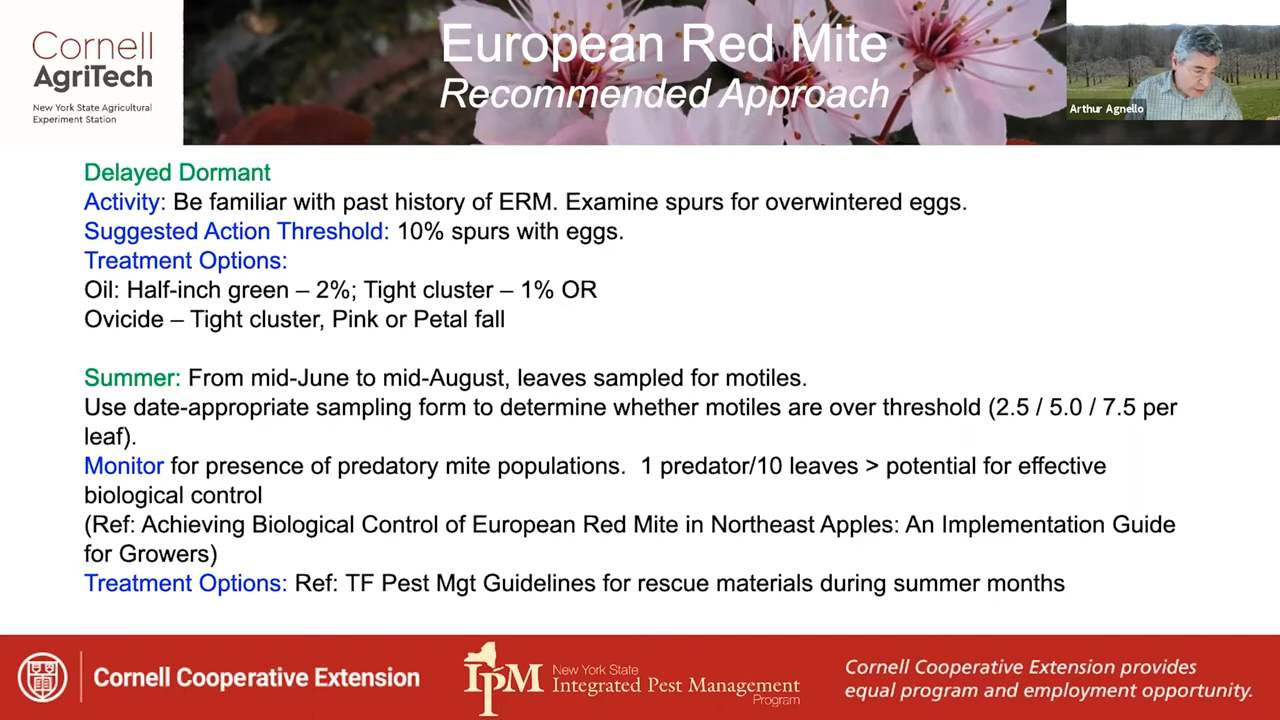 Cornell
AgriTech
New York State Agricultural
Experiment Station
European Red Mite
Recommended Approach
Arthur Agnello
Delayed Dormant
Activity: Be familiar with past history of ERM. Examine spurs for overwintered eggs.
Suggested Action Threshold: 10% spurs with eggs.
Treatment Options:
Oil: Half-inch green – 2%; Tight cluster – 1% OR
Ovicide – Tight cluster, Pink or Petal fall
Summer: From mid-June to mid-August, leaves sampled for motiles.
Use date-appropriate sampling form to determine whether motiles are over threshold (2.5 / 5.0 / 7.5 per
leaf).
Monitor for presence of predatory mite populations.  1 predator/10 leaves > potential for effective
biological control
(Ref: Achieving Biological Control of European Red Mite in Northeast Apples: An Implementation Guide
for Growers)
Treatment Options: Ref: TF Pest Mgt Guidelines for rescue materials during summer months
Cornell Cooperative Extension
IPM
New York State
Integrated Pest Management
Program
Cornell Cooperative Extension provides
equal program and employment opportunity.